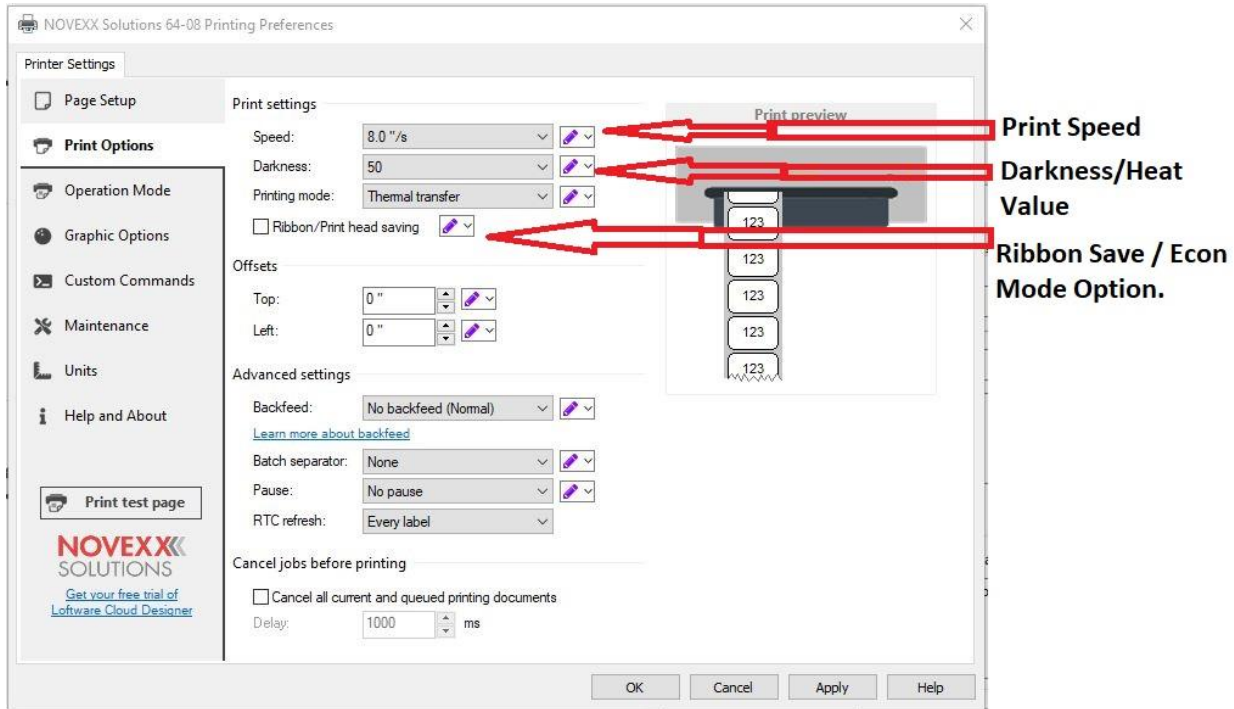 NOVEXX Solutions 64-08 Printing Preferences
Printer Settings
Page Setup
Print Options
Operation Mode
Graphic Options
Custom Commands
Maintenance
Units
Help and About
Print test page
NOVEXX
SOLUTIONS
Get your free trial of
Loftware Cloud Designer
Print settings
Speed: 8.0 "/s
Darkness: 50
Printing mode: Thermal transfer
Ribbon/Print head saving
Offsets
Top: 0 "
Left: 0 "
Advanced settings
Backfeed: No backfeed (Normal)
Learn more about backfeed
Batch separator: None
Pause: No pause
RTC refresh: Every label
Cancel jobs before printing
Cancel all current and queued printing documents
Delay: 1000 ms
Print preview
123
123
123
123
123
OK Cancel Apply Help
Print Speed
Darkness/Heat
Value
Ribbon Save / Econ
Mode Option.